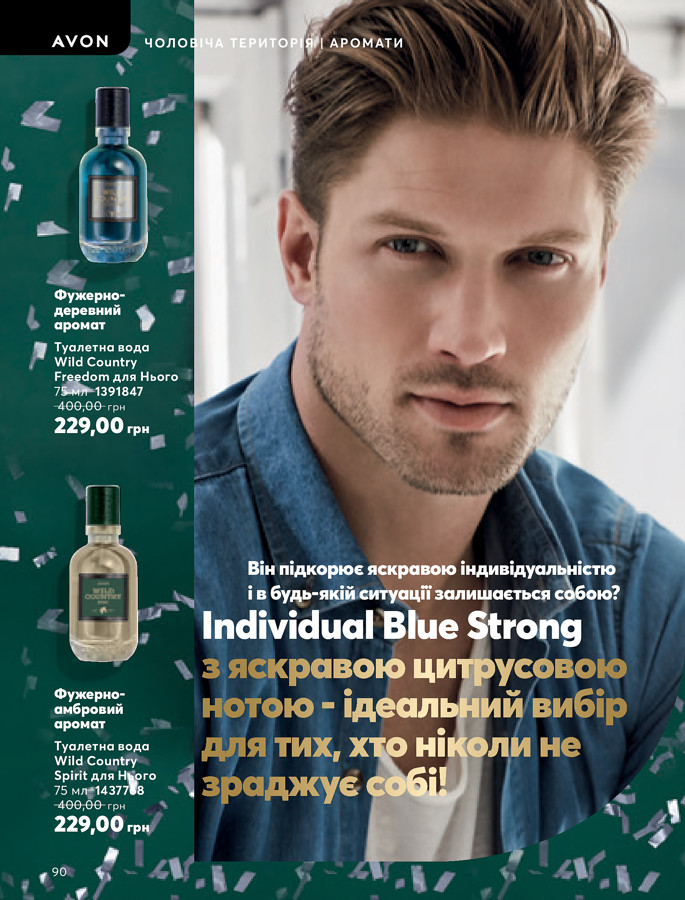 AVON
ЧОЛОВІЧА ТЕРИТОРІЯ | АРОМАТИ
Фужерно-
деревний
аромат
Туалетна вода
Wild Country
Freedom для Нього
75 мл 1391847
400,00 грн
229,00 грн
WILD
COUNTRY
Фужерно-
амбровий
аромат
Туалетна вода
Wild Country
Spirit для Нього
75 мл 1437768
400,00 грн
229,00 грн
Він підкорює яскравою індивідуальністю
і в будь-якій ситуації залишається собою?
Individual Blue Strong
з яскравою цитрусовою
нотою - ідеальний вибір
для тих, хто ніколи не
зраджує собі!
90